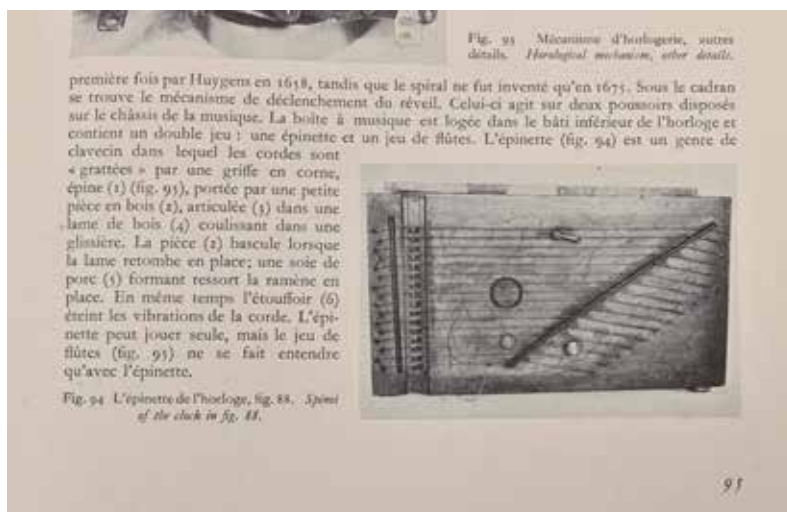 Fig. 93 Mécanisme d'horlogerie, autres
détails. Horological mechanism, other details.
première fois par Huygens en 1658, tandis que le spiral ne fut inventé qu'en 1675. Sous le cadran
se trouve le mécanisme de déclenchement du réveil. Celui-ci agit sur deux poussoirs disposés
sur le châssis de la musique. La boîte à musique est logée dans le bâti inférieur de l'horloge et
contient un double jeu : une épinette et un jeu de flûtes. L'épinette (fig. 94) est un genre de
clavecin dans lequel les cordes sont
« grattées » par une griffe en corne,
épine (1) (fig. 95), portée par une petite
pièce en bois (2), articulée (3) dans une
lame de bois (4) coulissant dans une
glissière. La pièce (2) bascule lorsque
la lame retombe en place; une soie de
porc (5) formant ressort la ramène en
place. En même temps l'étouffoir (6)
éteint les vibrations de la corde. L'épi-
nette peut jouer seule, mais le jeu de
flûtes (fig. 95) ne se fait entendre
qu'avec l'épinette.
Fig. 94 L'épinette de l'horloge, fig. 88. Spinet
of the clock in fig. 88.
95